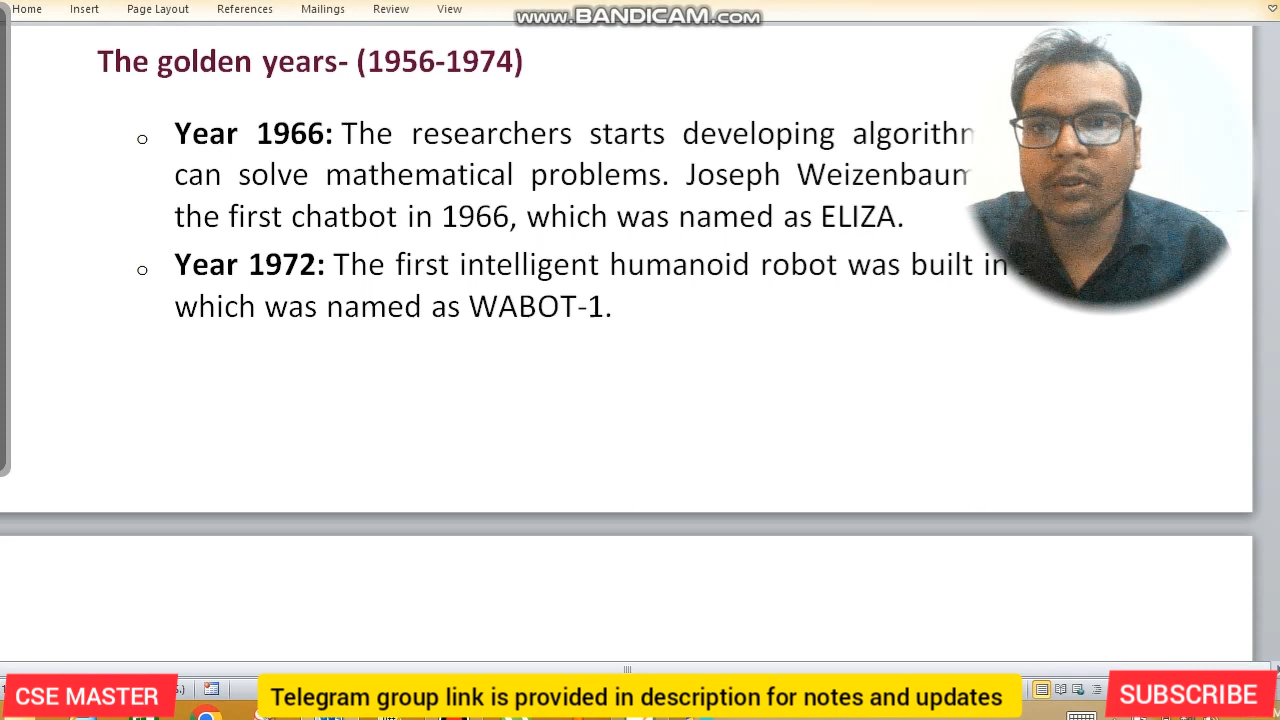 Home Insert Page Layout References Mailings Review View
WWW.BANDICAM.COM
The golden years- (1956-1974)
o Year 1966: The researchers starts developing algorithm
can solve mathematical problems. Joseph Weizenbaum
the first chatbot in 1966, which was named as ELIZA.
o Year 1972: The first intelligent humanoid robot was built in
which was named as WABOT-1.
CSE MASTER
Telegram group link is provided in description for notes and updates
SUBSCRIBE